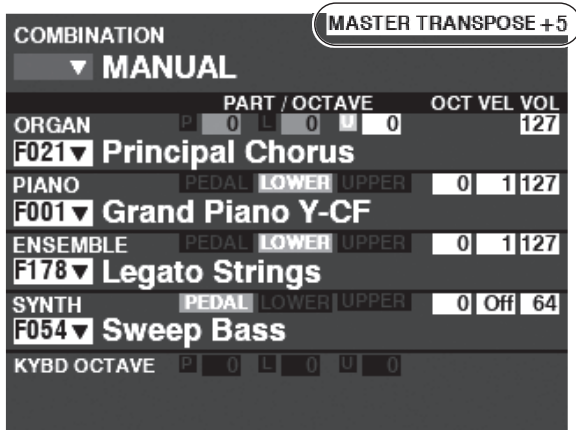 MASTER TRANSPOSE +5
COMBINATION
▼ MANUAL
PART / OCTAVE OCT VEL VOL
ORGAN P 0 L 0 U 0 127
F021▼ Principal Chorus
PIANO PEDAL LOWER UPPER 0 1 127
F001▼ Grand Piano Y-CF
ENSEMBLE PEDAL LOWER UPPER 0 1 127
F178▼ Legato Strings
SYNTH PEDAL LOWER UPPER 0 Off 64
F054▼ Sweep Bass
KYBD OCTAVE P 0 L 0 U 0